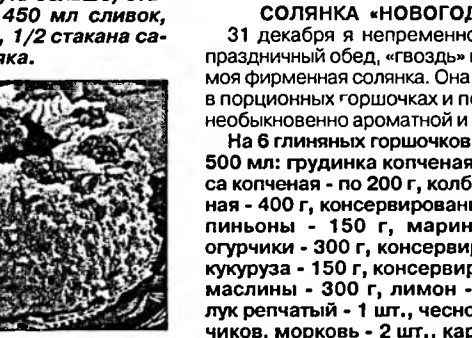 450 мл сливок,
1/2 стакана са-
яка.
СОЛЯНКА «НОВОГОД
31 декабря я непременно
праздничный обед, «гвоздь»
моя фирменная солянка. Она
в порционных горшочках и п
необыкновенно ароматной и
На 6 глиняных горшочков
500 мл: грудинка копченая
са копченая - по 200 г, колб
ная - 400 г, консервирован
пиньоны - 150 г, марин
огурчики - 300 г, консерви
кукуруза - 150 г, консерви
маслины - 300 г, лимон -
лук репчатый - 1 шт., чесно
чиков, морковь - 2 шт., кар